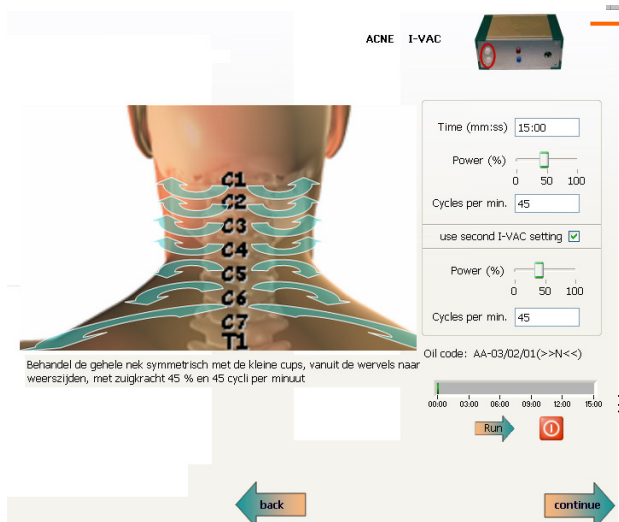 ACNE I-VAC
Time (mm:ss) 15:00
Power (%)
0 50 100
Cycles per min. 45
use second I-VAC setting
Power (%)
0 50 100
Cycles per min. 45
C1
C2
C3
C4
C5
C6
C7
T1
Behandel de gehele nek symmetrisch met de kleine cups, vanuit de wervels naar
weerszijden, met zuigkracht 45 % en 45 cycli per minuut
Oil code: AA-03/02/01(>>N<<)
00:00 03:00 06:00 09:00 12:00 15:00
Run
back
continue